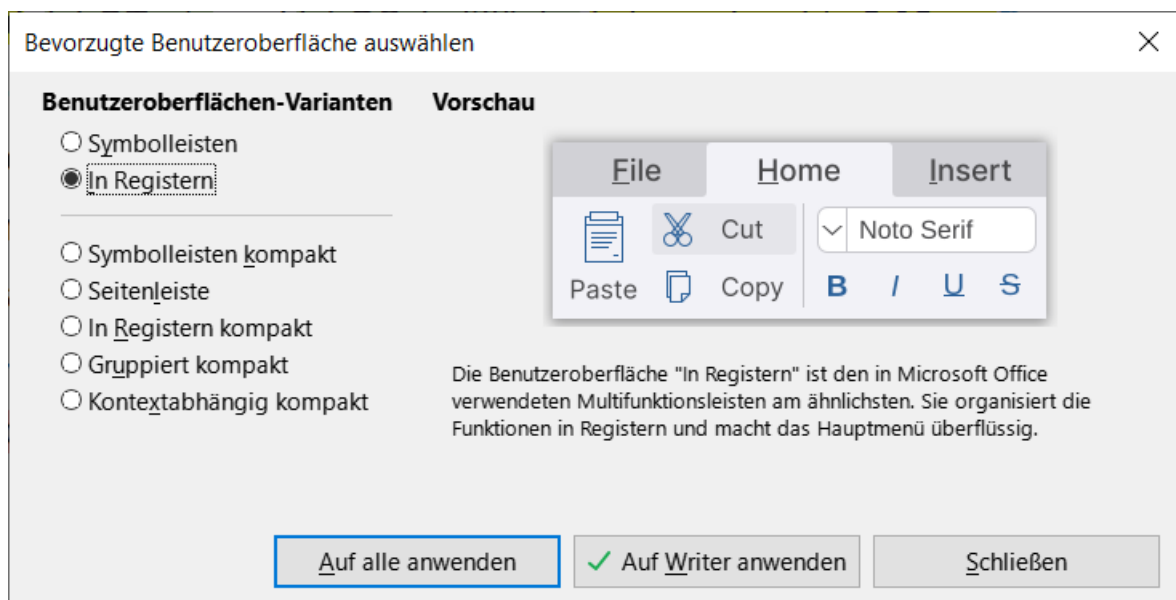 Bevorzugte Benutzeroberfläche auswählen
Benutzeroberflächen-Varianten
Symbolleisten
In Registern
Symbolleisten kompakt
Seitenleiste
In Registern kompakt
Gruppiert kompakt
Kontextabhängig kompakt
Vorschau
File Home Insert
Cut Noto Serif
Paste Copy B I U S
Die Benutzeroberfläche "In Registern" ist den in Microsoft Office
verwendeten Multifunktionsleisten am ähnlichsten. Sie organisiert die
Funktionen in Registern und macht das Hauptmenü überflüssig.
Auf alle anwenden Auf Writer anwenden Schließen